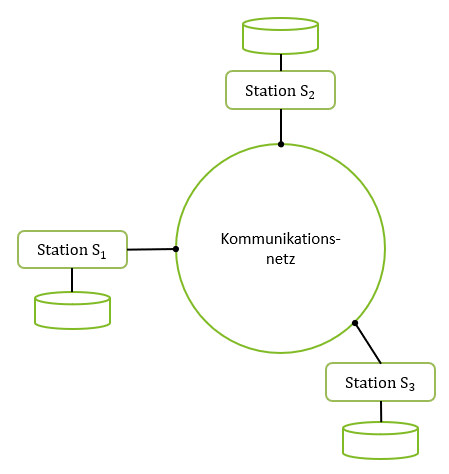 Station S₂
Kommunikations-
netz
Station S₁
Station S₃